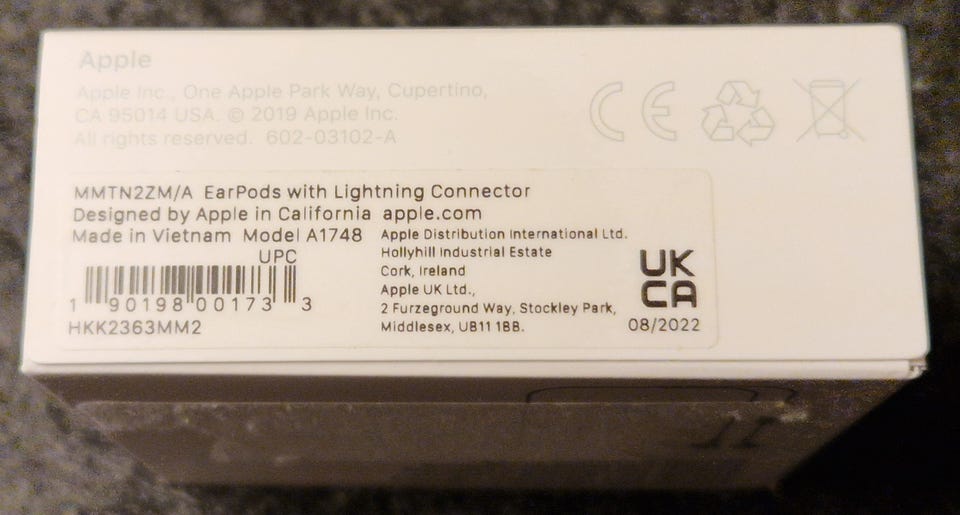 Apple
Apple Inc., One Apple Park Way, Cupertino,
CA 95014 USA. © 2019 Apple Inc.
All rights reserved. 602-03102-A
CE
MMTN2ZM/A EarPods with Lightning Connector
Designed by Apple in California apple.com
Made in Vietnam Model A1748
UPC
1 90198 00173 3
HKK2363MM2
Apple Distribution International Ltd.
Hollyhill Industrial Estate
Cork, Ireland
Apple UK Ltd.,
2 Furzeground Way, Stockley Park,
Middlesex, UB11 1BB.
UK
CA
08/2022